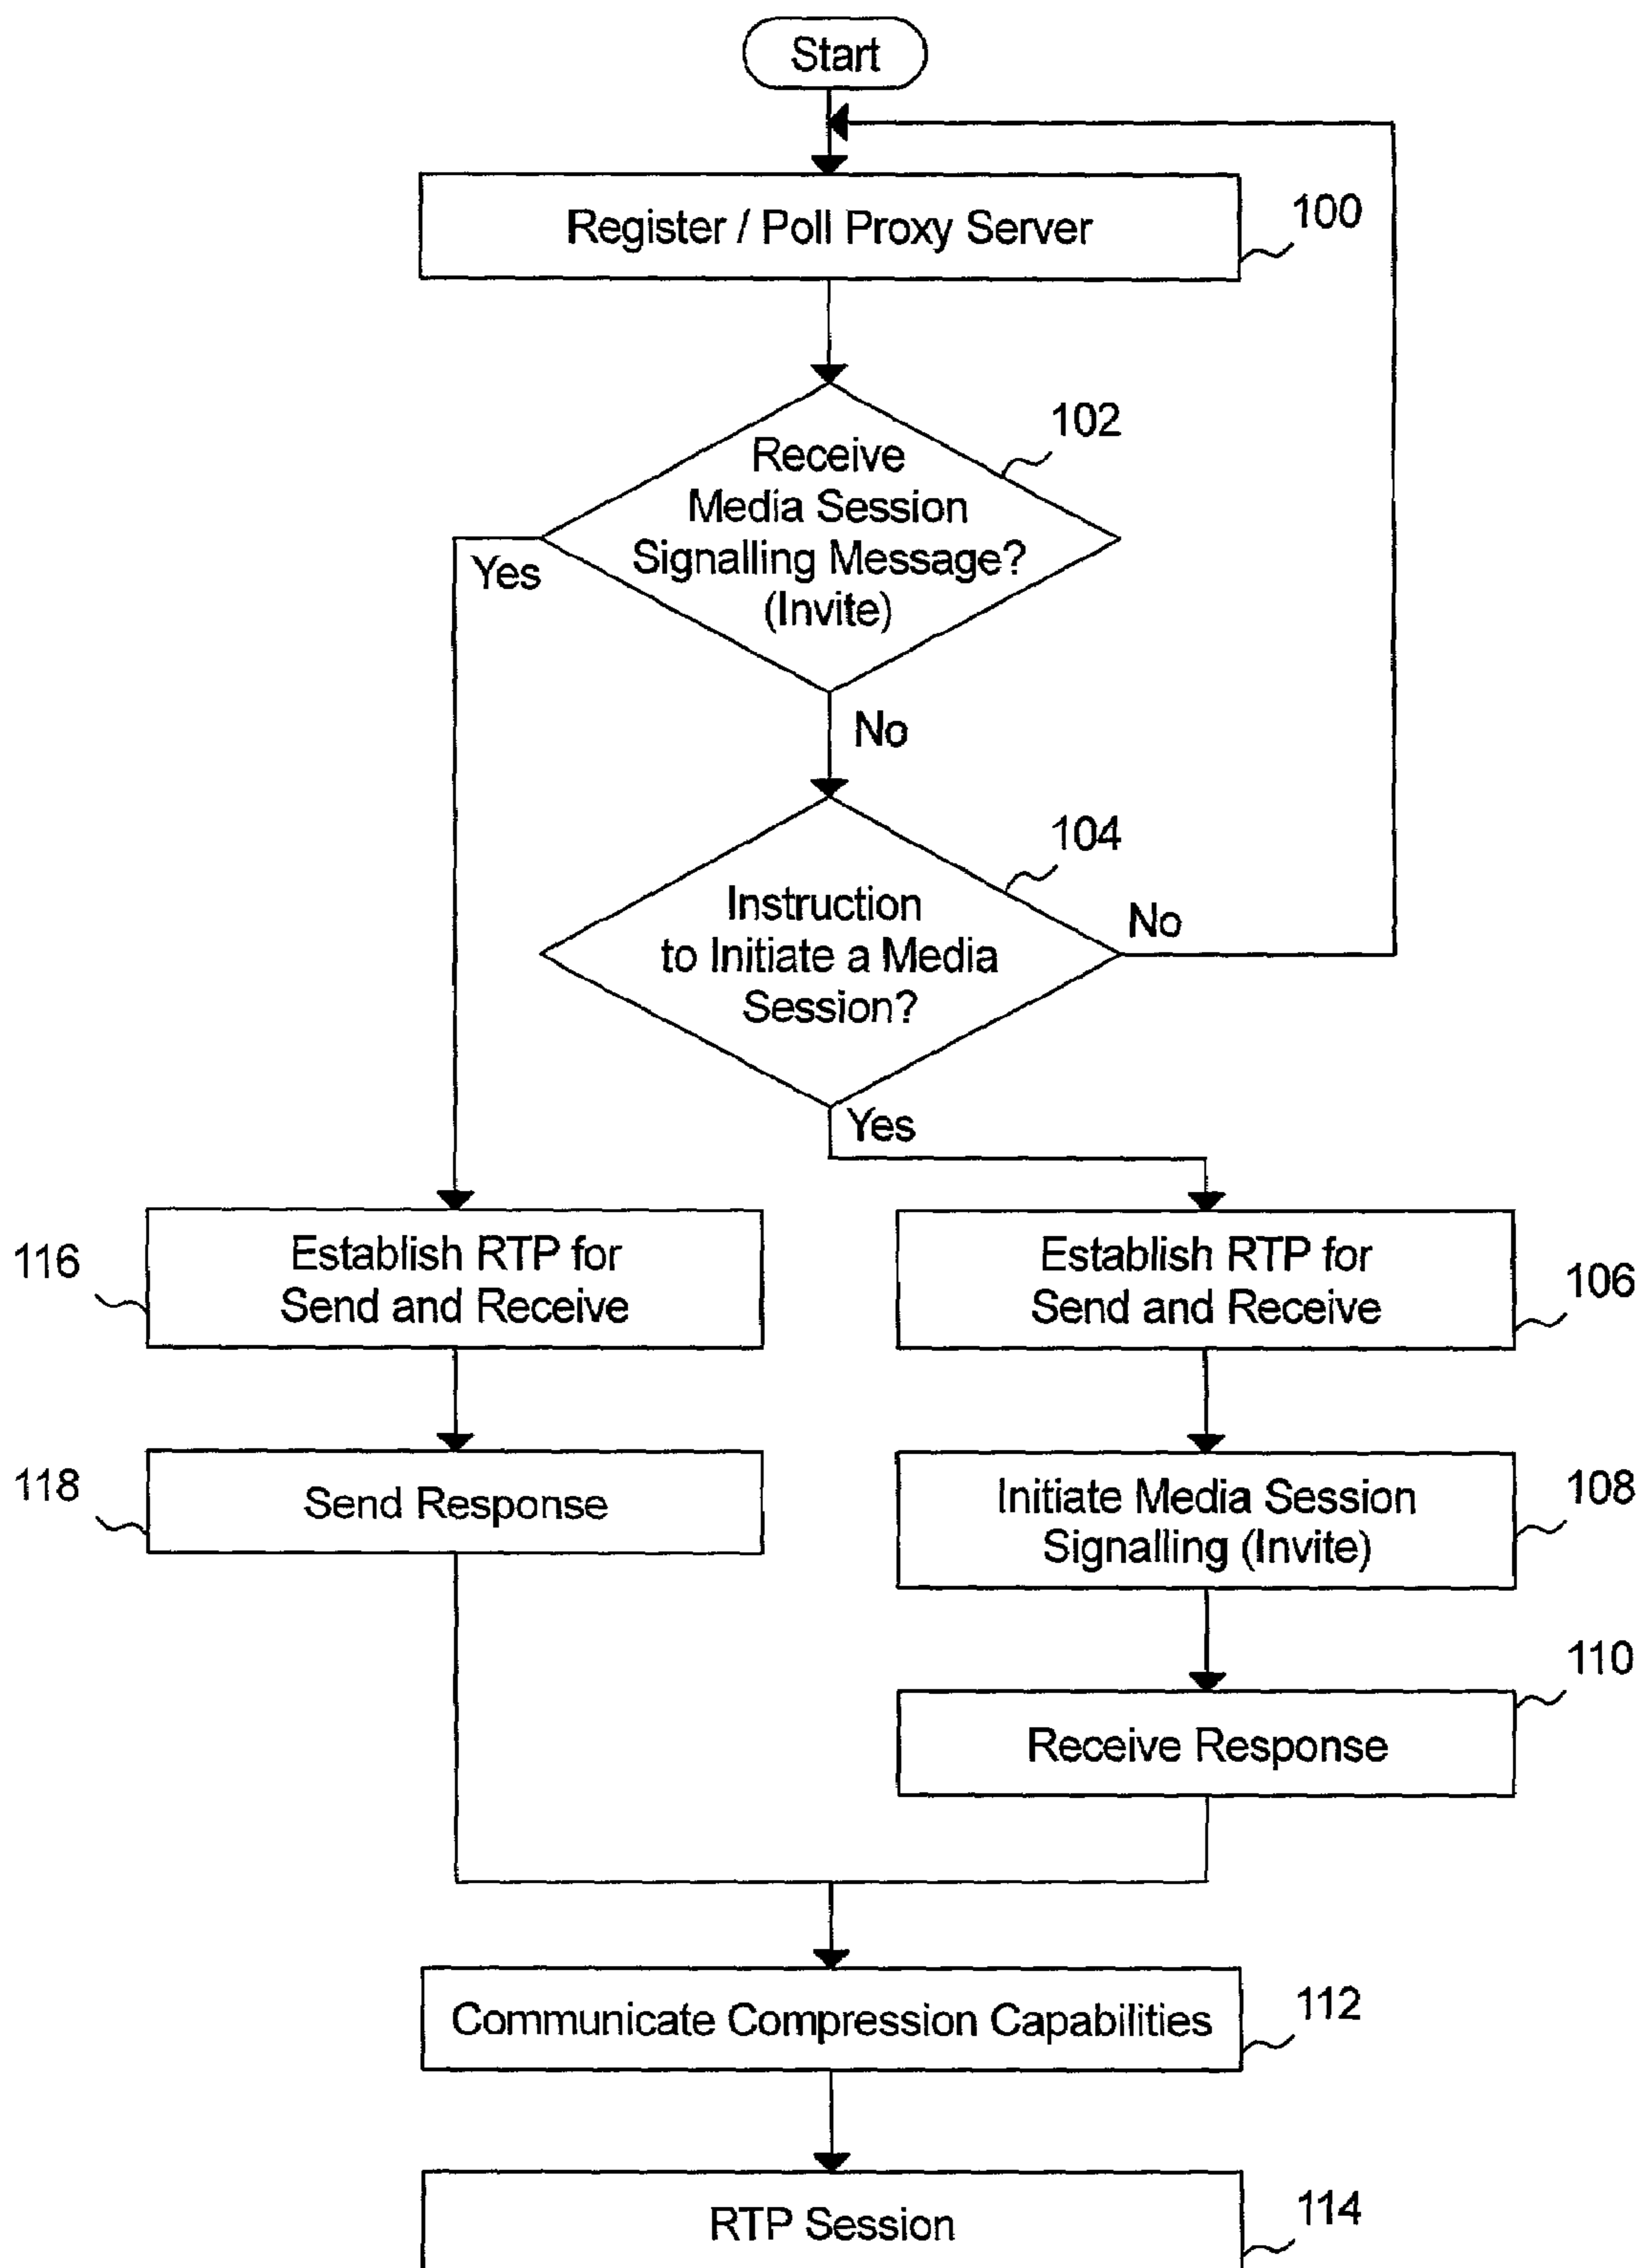 Start
Register / Poll Proxy Server
100
102
Receive
Media Session
Signalling Message?
(Invite)
Yes
No
104
Instruction
to Initiate a Media
Session?
No
Yes
116
Establish RTP for
Send and Receive
Establish RTP for
Send and Receive
106
118
Send Response
Initiate Media Session
Signalling (Invite)
108
110
Receive Response
Communicate Compression Capabilities
112
RTP Session
114